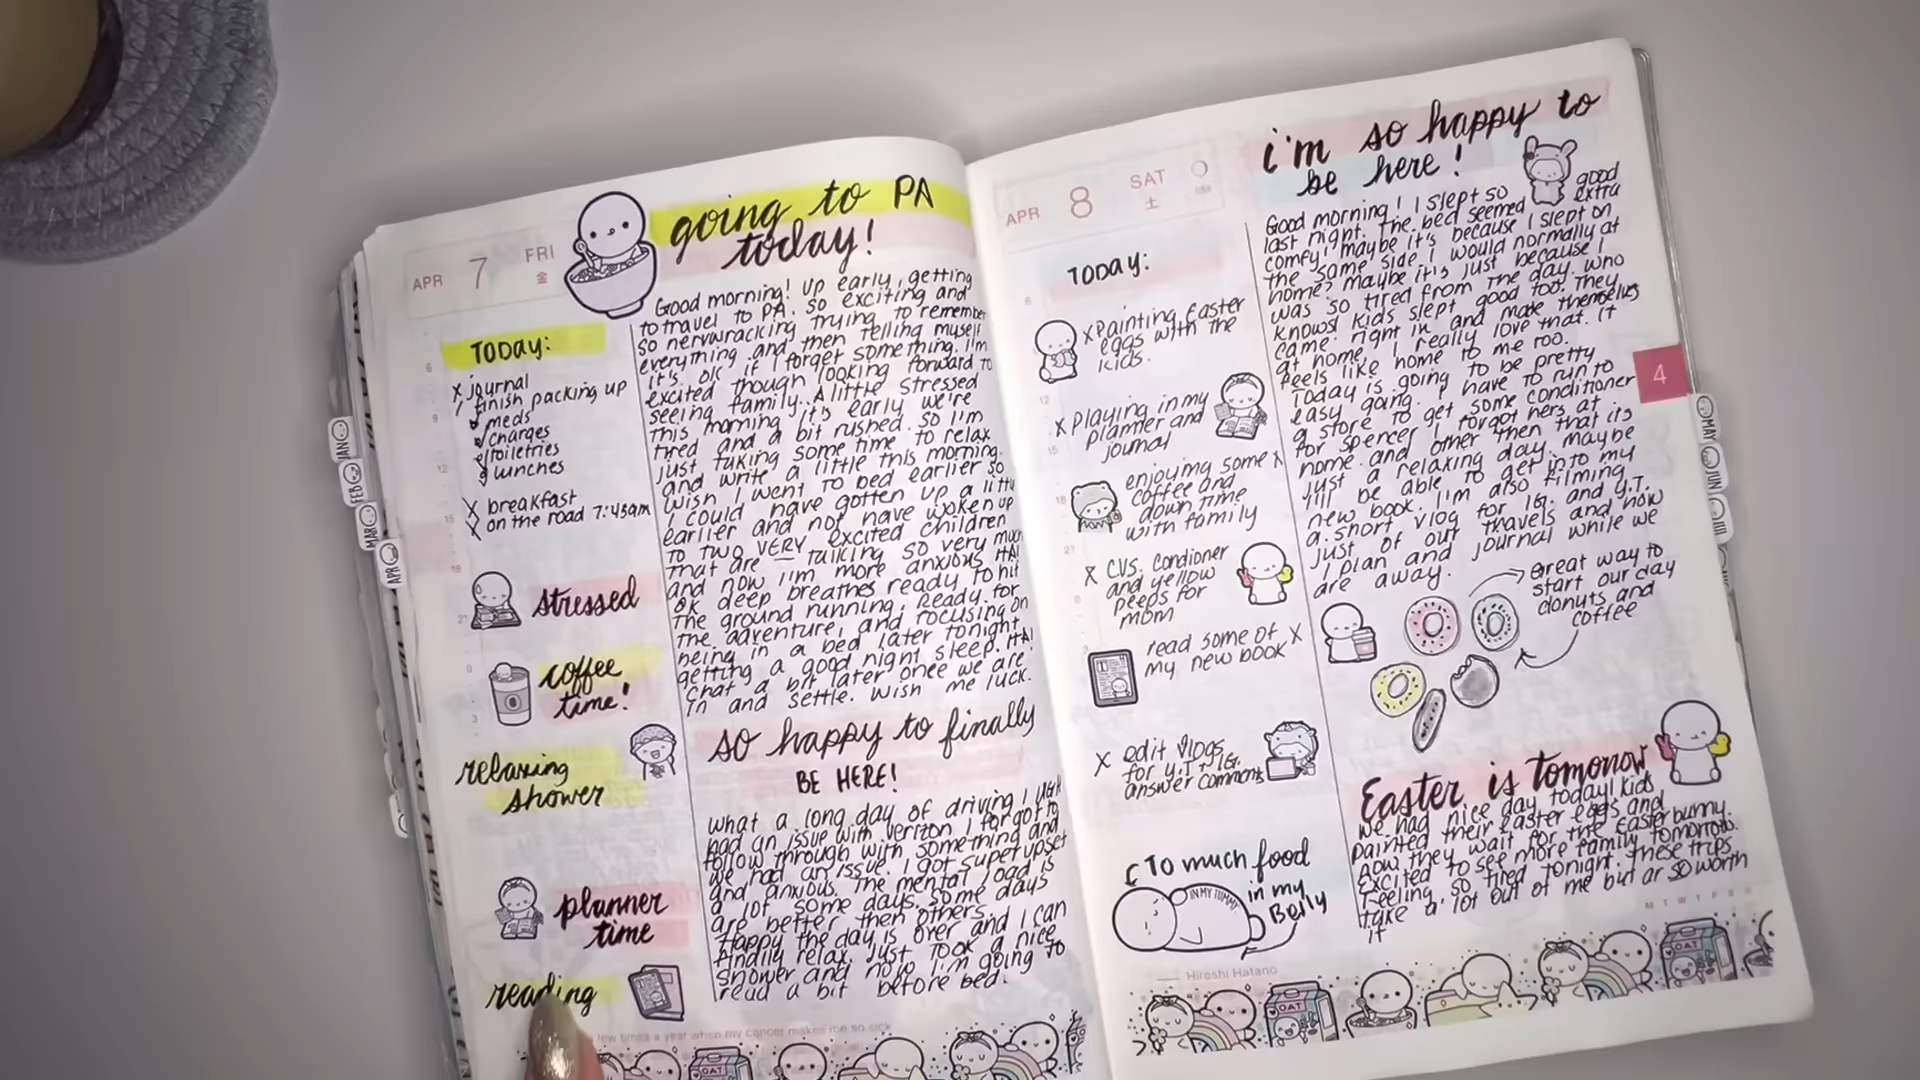 APR 7 FRI
金
going to PA
today!
TODAY:
x journal
/ finish packing up
meds
charges
toiletries
lunches
X breakfast
X on the road 7:45am
stressed
coffee
time!
relaxing
shower
planner
time
reading
Good morning! Up early, getting
to travel to PA. so exciting and
so nervwracking trying to remember
everything and then telling myself
it's ok if I forget something. I'm
excited though looking forward to
seeing family. A little stressed
this morning it's early we're
tired and a bit rushed. so I'm
just taking some time to relax
and write a little this morning.
wish I went to bed earlier so
I could have gotten up a little
earlier and not have woken up
to two VERY excited children
that are talking so very much
and now I'm more anxious HA!
ok deep breathes ready to hit
the ground running. Ready for
the adventure, and focusing on
being in a bed later tonight
getting a good night sleep. HA!
chat a bit later once we are
in and settle. wish me luck.
so happy to finally
BE HERE!
what a long day of driving I
had an issue with verizon I forgot to
follow through with something and
we had an issue. I got super upset
and anxious. The mental load is
a lot some days. some days
are better then others.
Happy the day is over and I can
finally relax. Just took a nice
shower and now I'm going to
read a bit before bed.
few times a year when my cancer makes me so sick
OAT
JAN
FEB
MAR
APR
APR 8 SAT
土
i'm so happy to
be here!
TODAY:
x Painting Easter
eggs with the
kids.
x Playing in my
planner and
journal
enjoying some x
coffee and
down time
with family
x CVS. Condioner
and yellow
peeps for
mom
read some of x
my new book
x edit vlogs
for y.t + IG.
answer comments
To much food
in my
Belly
IN MY TUMMY
Hiroshi Hatano
Good morning! I slept so good
last night. The bed seemed extra
comfy! maybe it's because I slept on
the same side I would normally at
home? maybe it's just because I
was so tired from the day. who
knows! kids slept good too. They
came right in and make themselves
at home. I really love that. it
feels like home to me too.
Today is going to be pretty
easy going. I have to run to
a store to get some conditioner
for Spencer I forgot hers at
home. and other then that its
just a relaxing day. maybe
I'll be able to get into my
new book. I'm also filming
a short vlog for IG. and y.T.
just of our travels and how
I plan and journal while we
are away.
Great way to
start our day
donuts and
coffee
Easter is tomorrow
we had nice day today! kids
painted their easter eggs and
now they wait for the Easter bunny.
Excited to see more family tomorrow.
Feeling so tired tonight. these trips
take a lot out of me but ar SO worth
it
M T W T F S
OAT
OAT
4
MAY
JUN